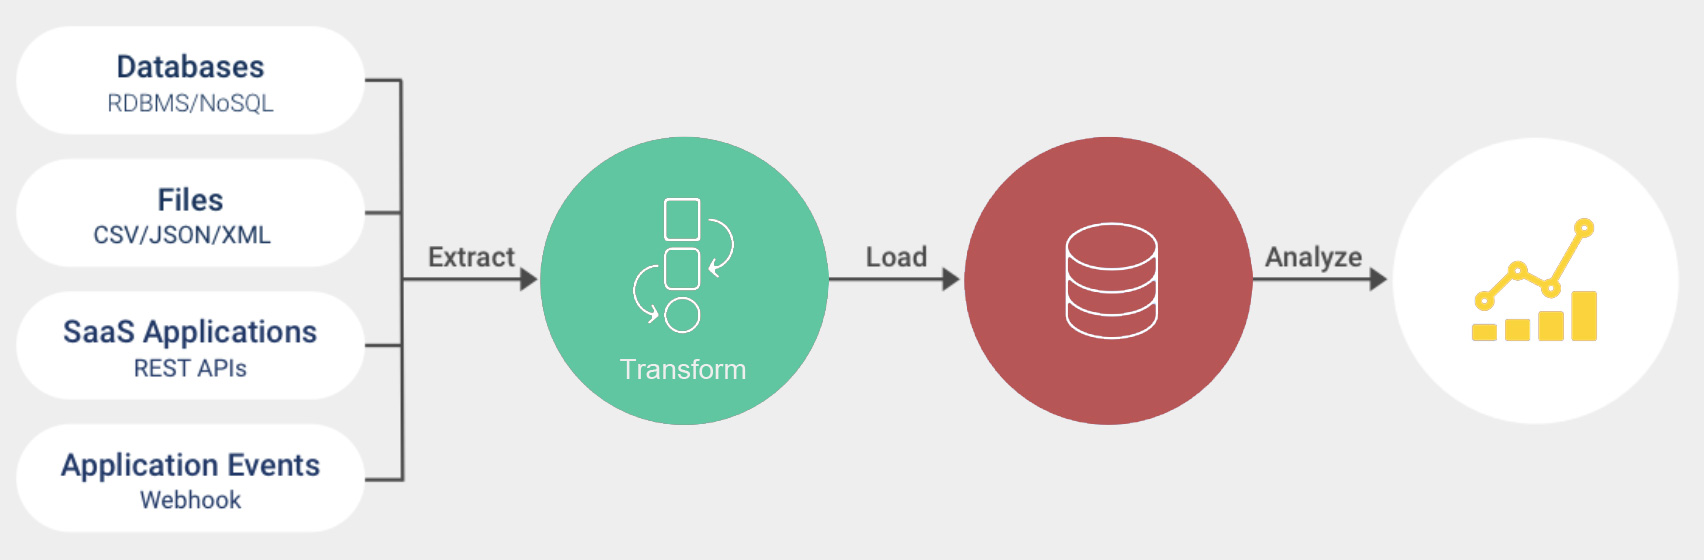 Databases
RDBMS/NoSQL
Files
CSV/JSON/XML
SaaS Applications
REST APIs
Application Events
Webhook
Extract
Transform
Load
Analyze